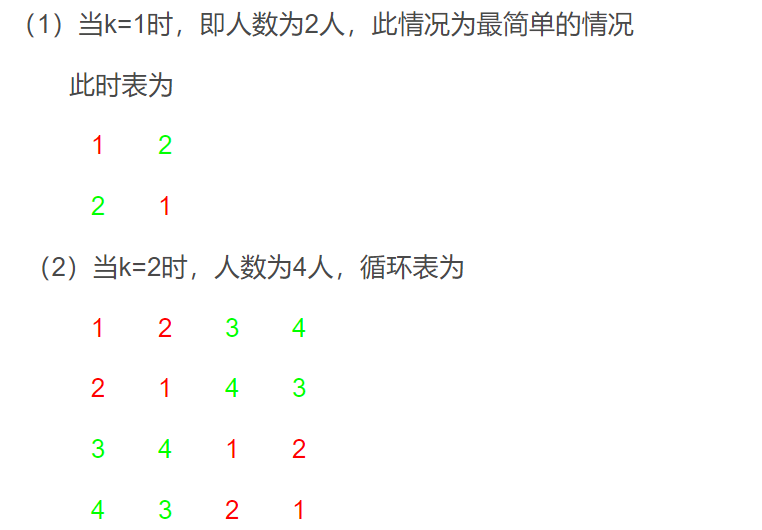 （1）当k=1时，即人数为2人，此情况为最简单的情况
此时表为
1 2
2 1
（2）当k=2时，人数为4人，循环表为
1 2 3 4
2 1 4 3
3 4 1 2
4 3 2 1